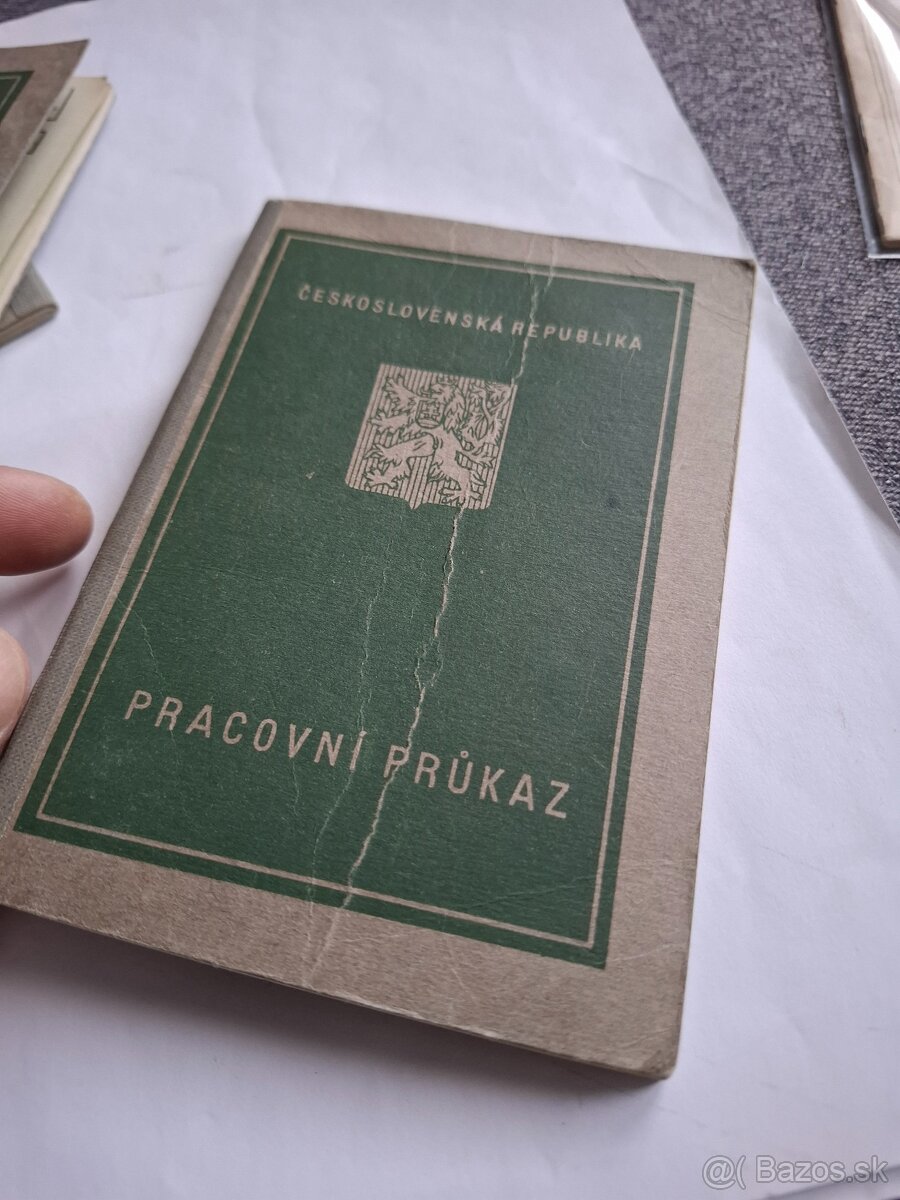 ČESKOSLOVENSKÁ REPUBLIKA
PRACOVNÍ PRŮKAZ
@( Bazos.sk